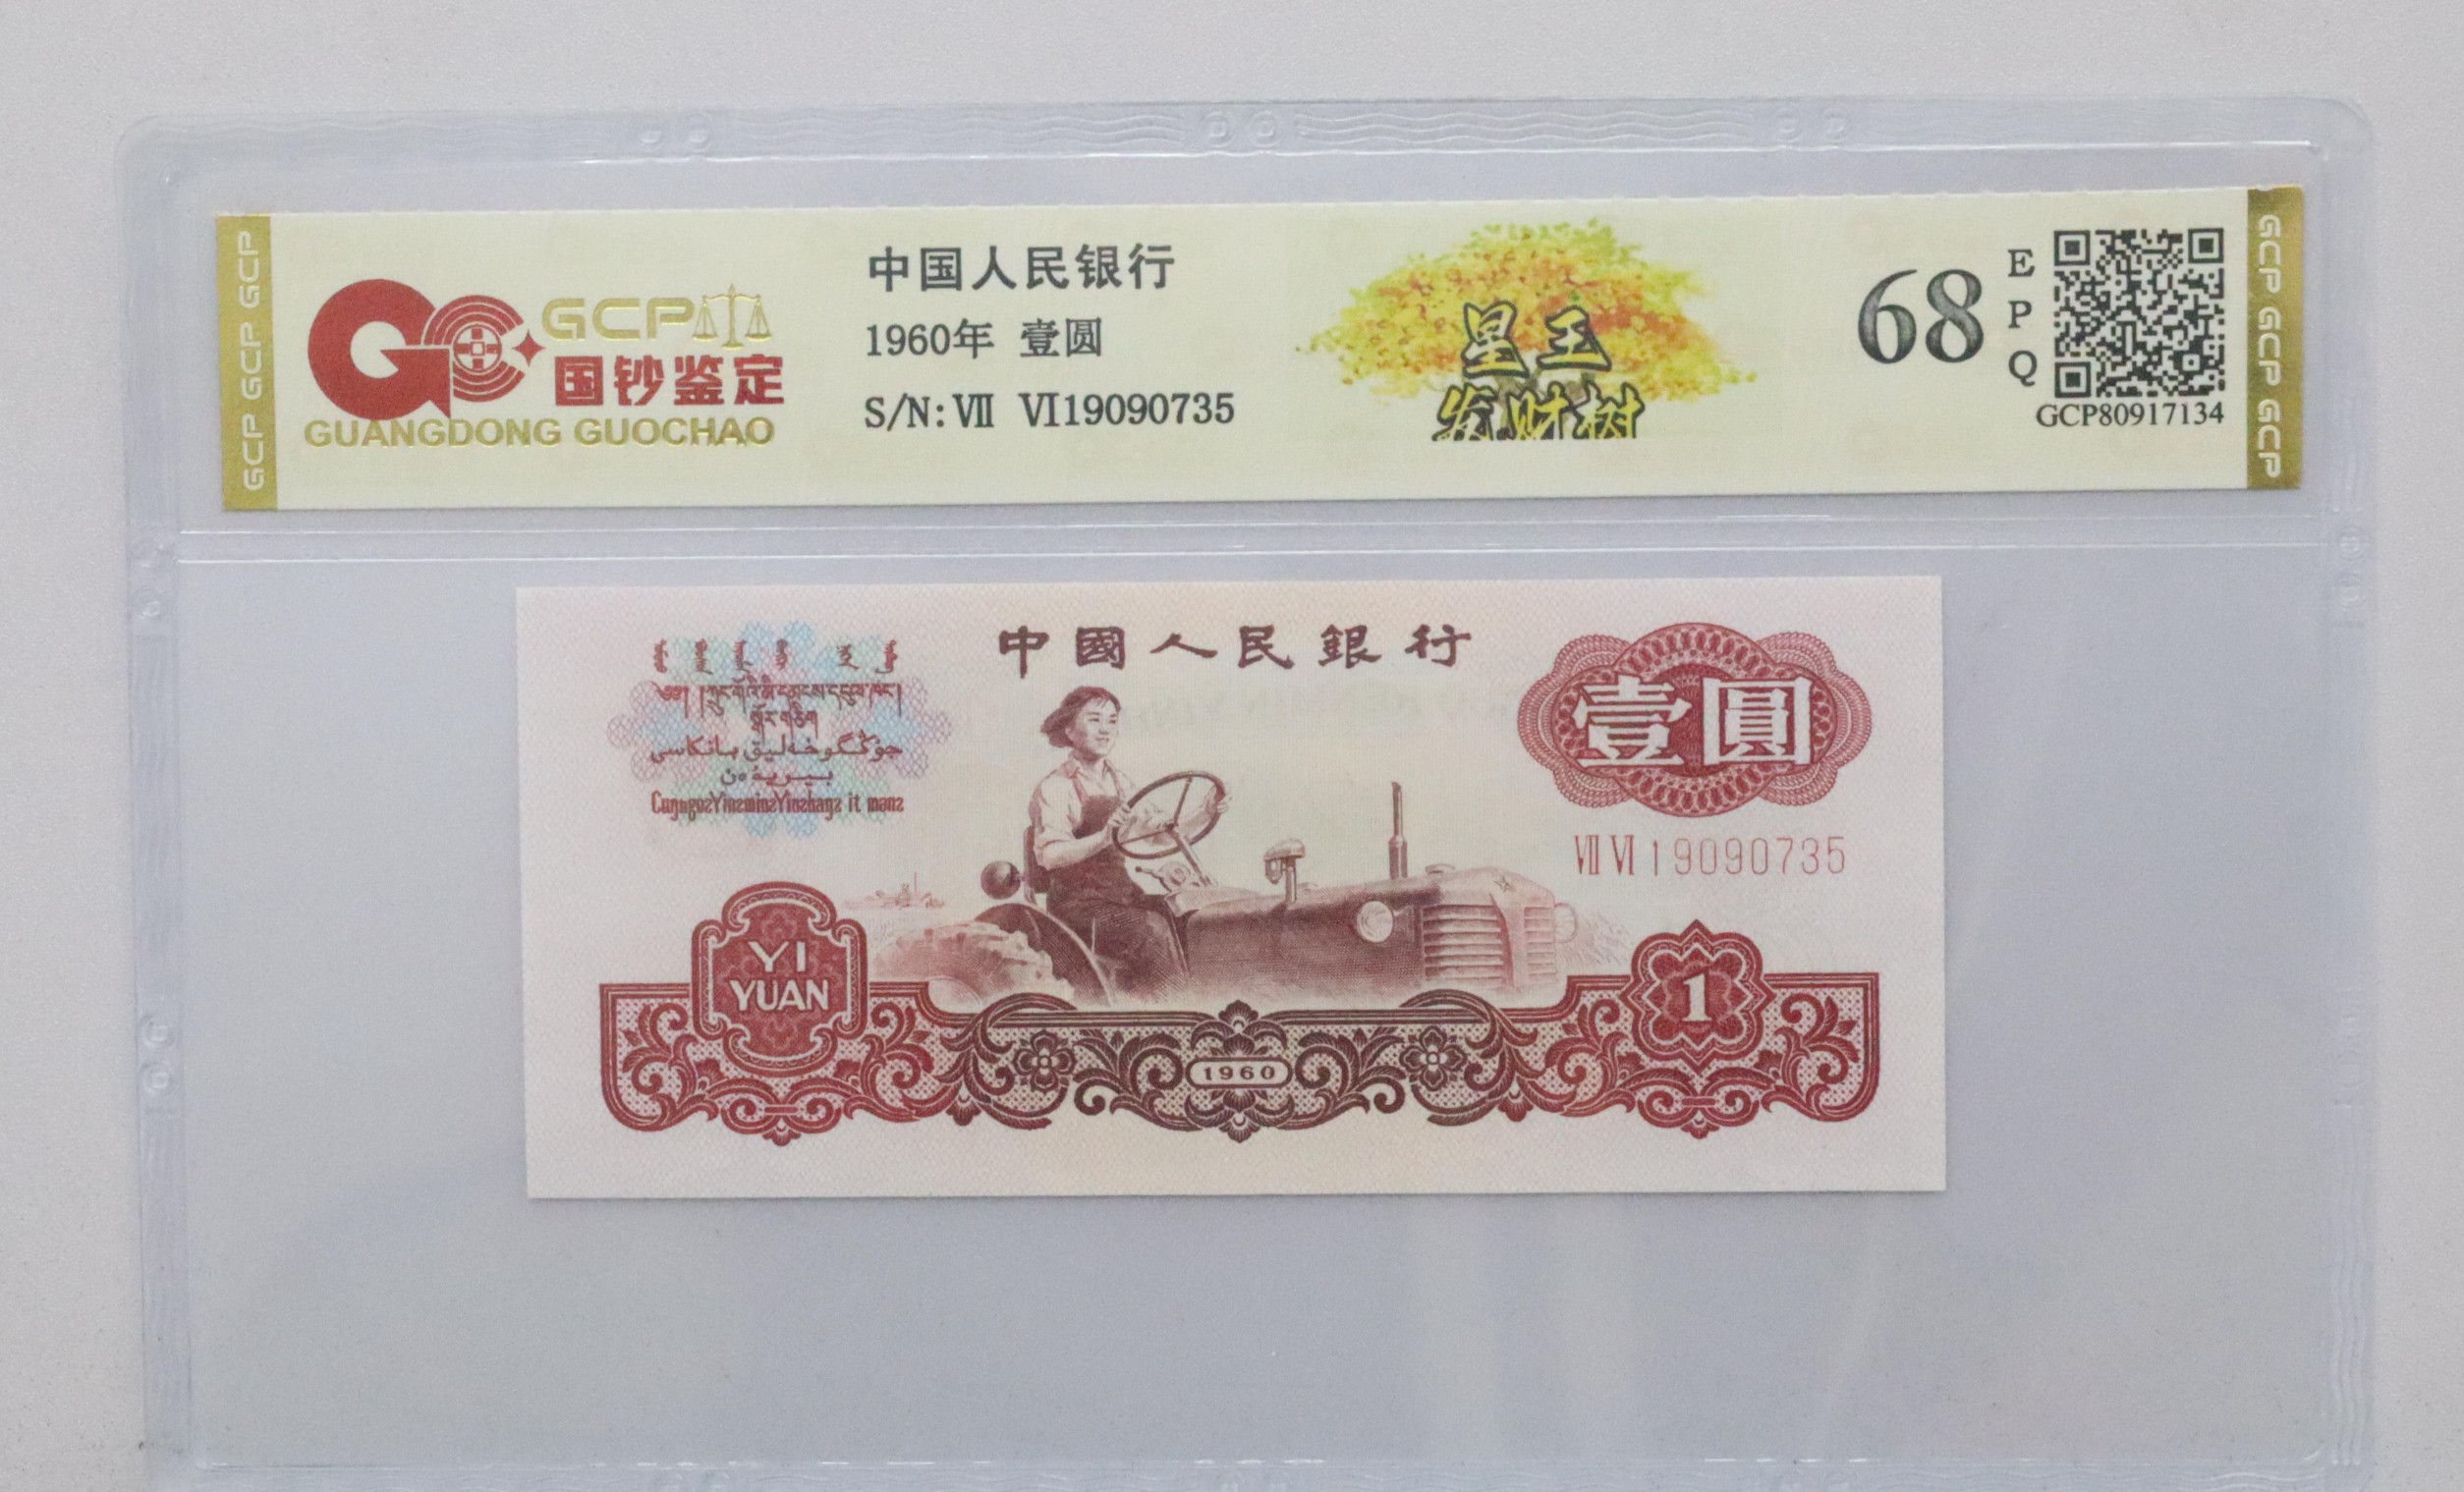 GCP GCP GCP
GCP
国钞鉴定
GUANGDONG GUOCHAO
中国人民银行
1960年 壹圆
S/N: Ⅶ Ⅵ19090735
星王
发财树
68
E
P
Q
GCP80917134
GCP GCP GCP GCP
中國人民銀行
壹圓
ⅦⅥ19090735
YI
YUAN
1
1960